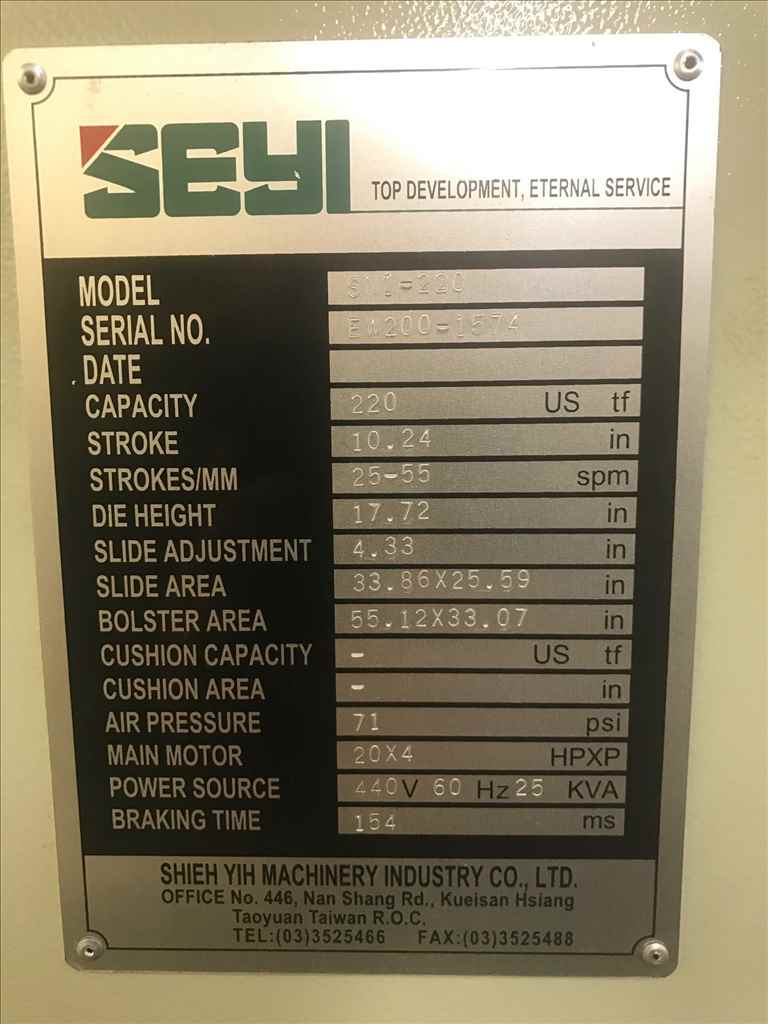 SEYI
TOP DEVELOPMENT, ETERNAL SERVICE
MODEL SN1-220
SERIAL NO. EA200-1574
DATE
CAPACITY 220 US tf
STROKE 10.24 in
STROKES/MM 25-55 spm
DIE HEIGHT 17.72 in
SLIDE ADJUSTMENT 4.33 in
SLIDE AREA 33.86X25.59 in
BOLSTER AREA 55.12X33.07 in
CUSHION CAPACITY - US tf
CUSHION AREA - in
AIR PRESSURE 71 psi
MAIN MOTOR 20X4 HPXP
POWER SOURCE 440V 60 Hz 25 KVA
BRAKING TIME 154 ms
SHIEH YIH MACHINERY INDUSTRY CO., LTD.
OFFICE No. 446, Nan Shang Rd., Kueisan Hsiang
Taoyuan Taiwan R.O.C.
TEL:(03)3525466 FAX:(03)3525488